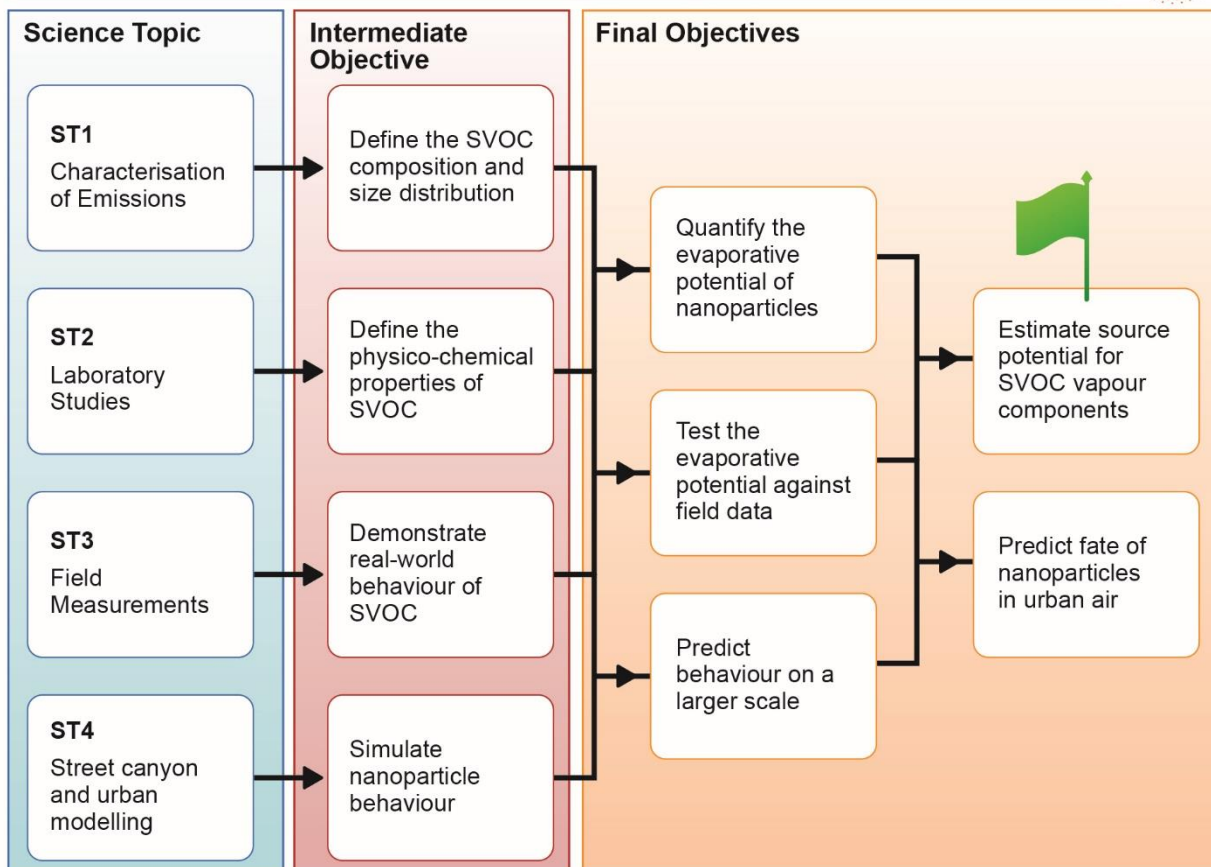 Science Topic
ST1
Characterisation
of Emissions
ST2
Laboratory
Studies
ST3
Field
Measurements
ST4
Street canyon
and urban
modelling
Intermediate
Objective
Define the SVOC
composition and
size distribution
Define the
physico-chemical
properties of
SVOC
Demonstrate
real-world
behaviour of
SVOC
Simulate
nanoparticle
behaviour
Final Objectives
Quantify the
evaporative
potential of
nanoparticles
Test the
evaporative
potential against
field data
Predict
behaviour on a
larger scale
Estimate source
potential for
SVOC vapour
components
Predict fate of
nanoparticles
in urban air